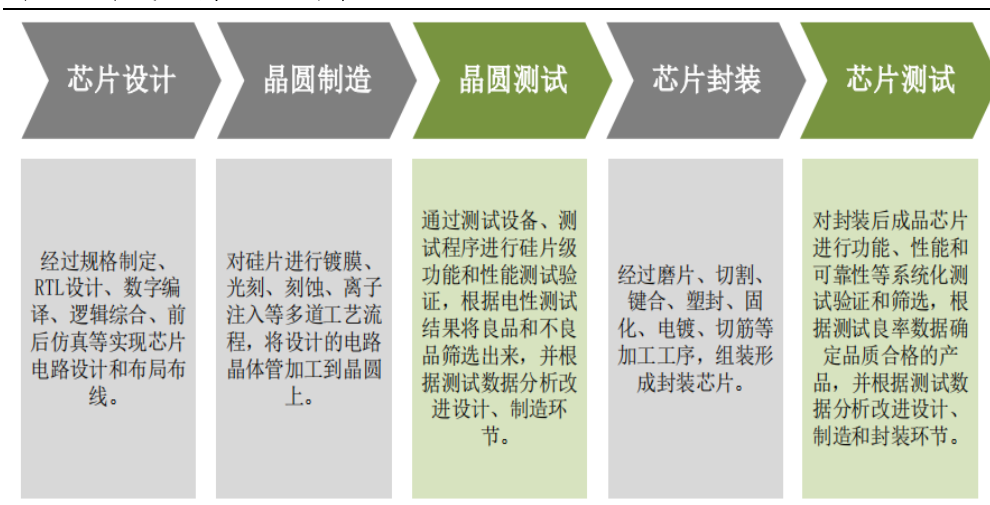 芯片设计
晶圆制造
晶圆测试
芯片封装
芯片测试
经过规格制定、
RTL设计、数字编
译、逻辑综合、前
后仿真等实现芯片
电路设计和布局布
线。
对硅片进行镀膜、
光刻、刻蚀、离子
注入等多道工艺流
程，将设计的电路
晶体管加工到晶圆
上。
通过测试设备、测
试程序进行硅片级
功能和性能测试验
证，根据电性测试
结果将良品和不良
品筛选出来，并根
据测试数据分析改
进设计、制造环
节。
经过磨片、切割、
键合、塑封、固
化、电镀、切筋等
加工工序，组装形
成封装芯片。
对封装后成品芯片
进行功能、性能和
可靠性等系统化测
试验证和筛选，根
据测试良率数据确
定品质合格的产
品，并根据测试数
据分析改进设计、
制造和封装环节。